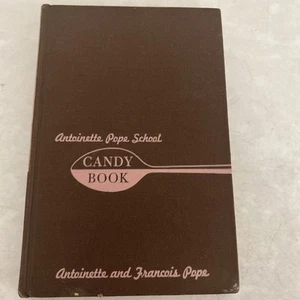 Antoinette Pope School
CANDY
BOOK
Antoinette and Francois Pope